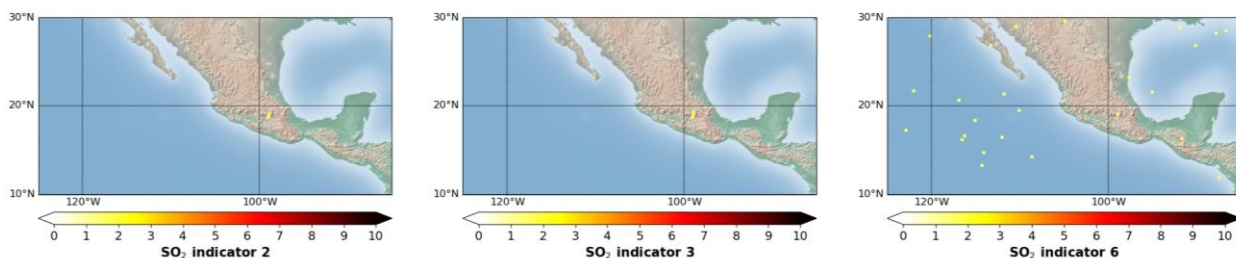 30°N
20°N
10°N
120°W 100°W
0 1 2 3 4 5 6 7 8 9 10
SO₂ indicator 2
30°N
20°N
10°N
120°W 100°W
0 1 2 3 4 5 6 7 8 9 10
SO₂ indicator 3
30°N
20°N
10°N
120°W 100°W
0 1 2 3 4 5 6 7 8 9 10
SO₂ indicator 6